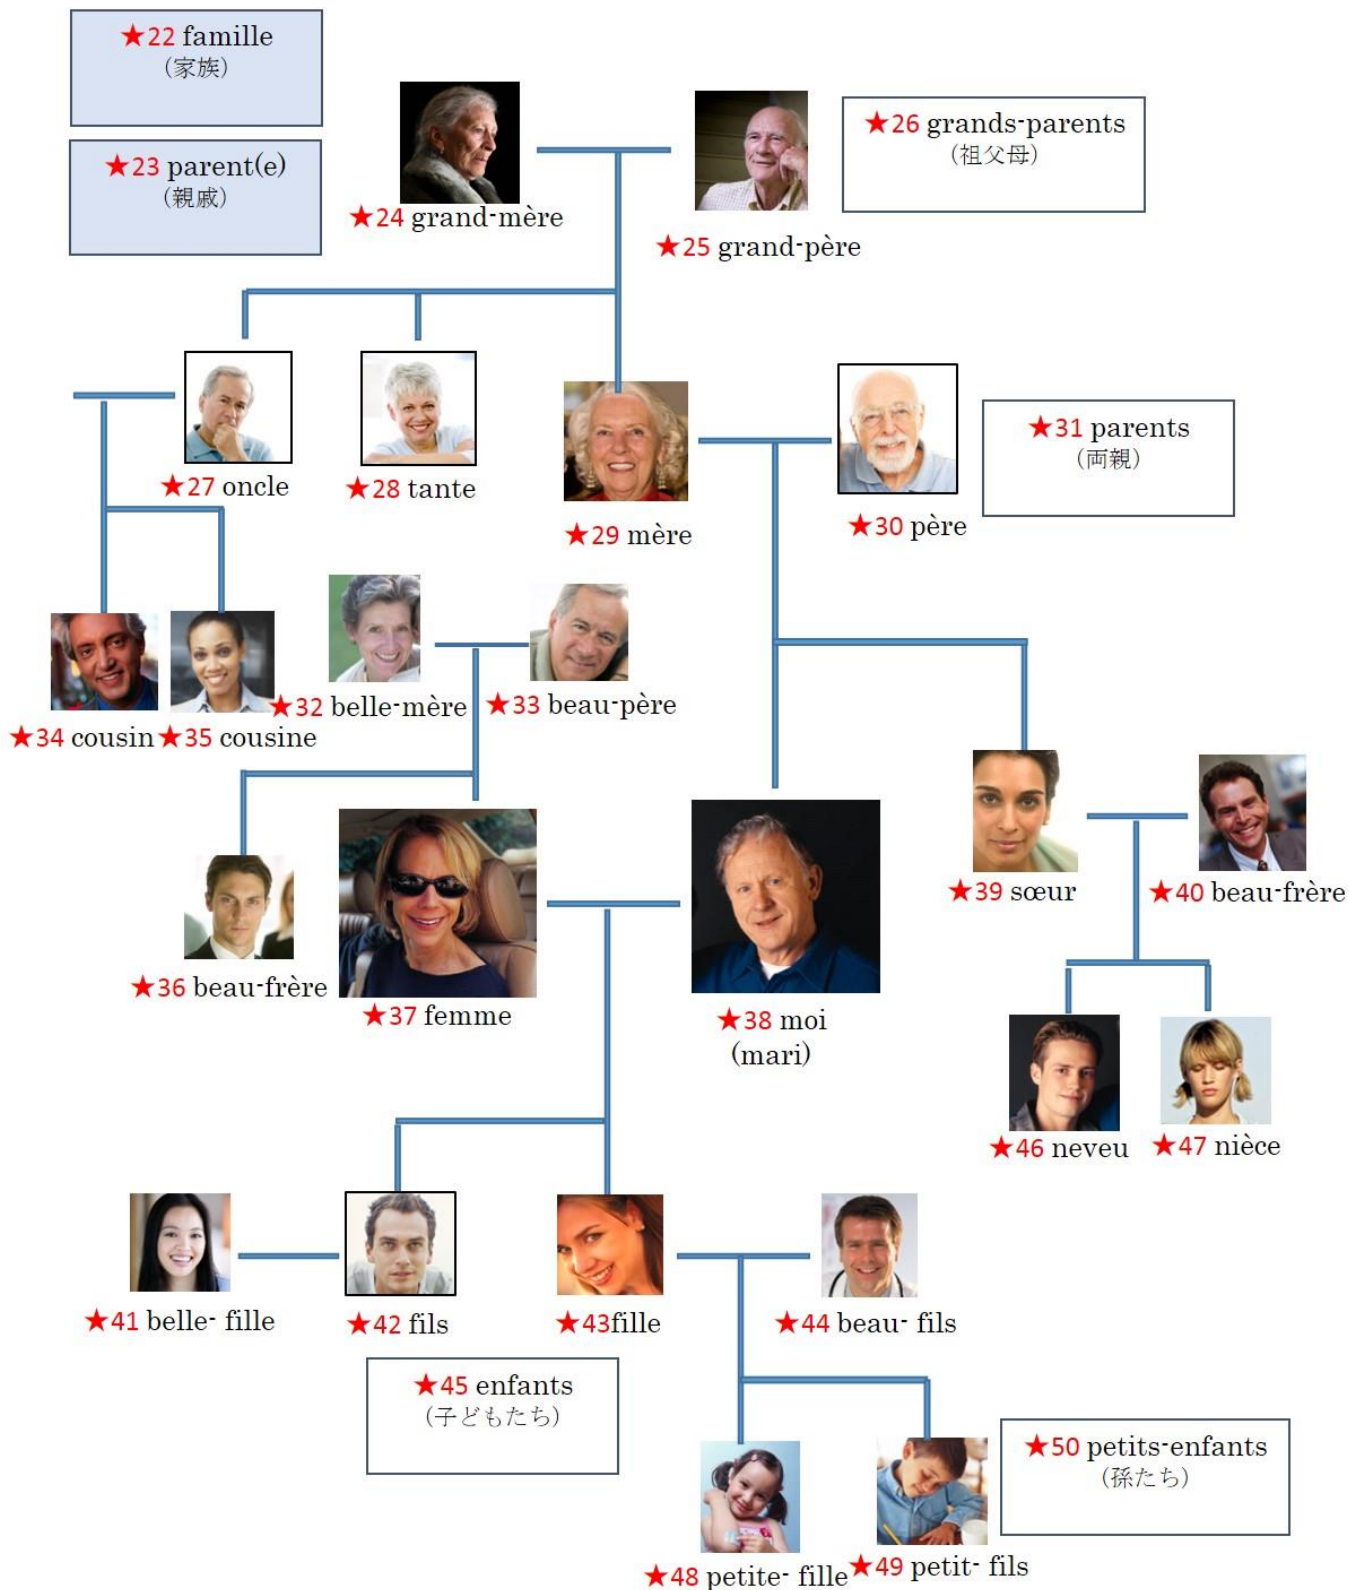 ★22 famille
（家族）
★23 parent(e)
（親戚）
★24 grand-mère
★25 grand-père
★26 grands-parents
（祖父母）
★27 oncle
★28 tante
★29 mère
★30 père
★31 parents
（両親）
★32 belle-mère
★33 beau-père
★34 cousin
★35 cousine
★36 beau-frère
★37 femme
★38 moi
(mari)
★39 sœur
★40 beau-frère
★46 neveu
★47 nièce
★41 belle- fille
★42 fils
★43fille
★44 beau- fils
★45 enfants
（子どもたち）
★50 petits-enfants
（孫たち）
★48 petite- fille
★49 petit- fils